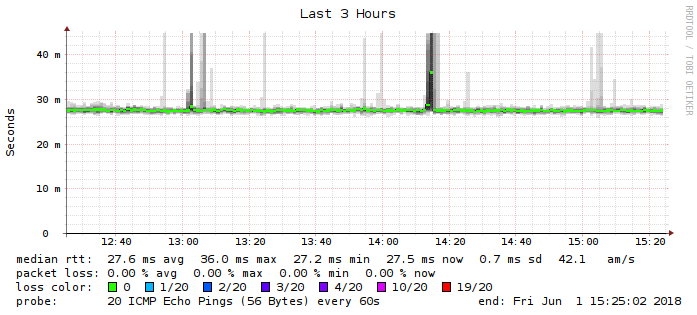 Last 3 Hours
RRDTOOL / TOBI OETIKER
Seconds
40 m
30 m
20 m
10 m
0
12:40 13:00 13:20 13:40 14:00 14:20 14:40 15:00 15:20
median rtt: 27.6 ms avg 36.0 ms max 27.2 ms min 27.5 ms now 0.7 ms sd 42.1 am/s
packet loss: 0.00 % avg 0.00 % max 0.00 % min 0.00 % now
loss color: 0 1/20 2/20 3/20 4/20 10/20 19/20
probe: 20 ICMP Echo Pings (56 Bytes) every 60s end: Fri Jun 1 15:25:02 2018